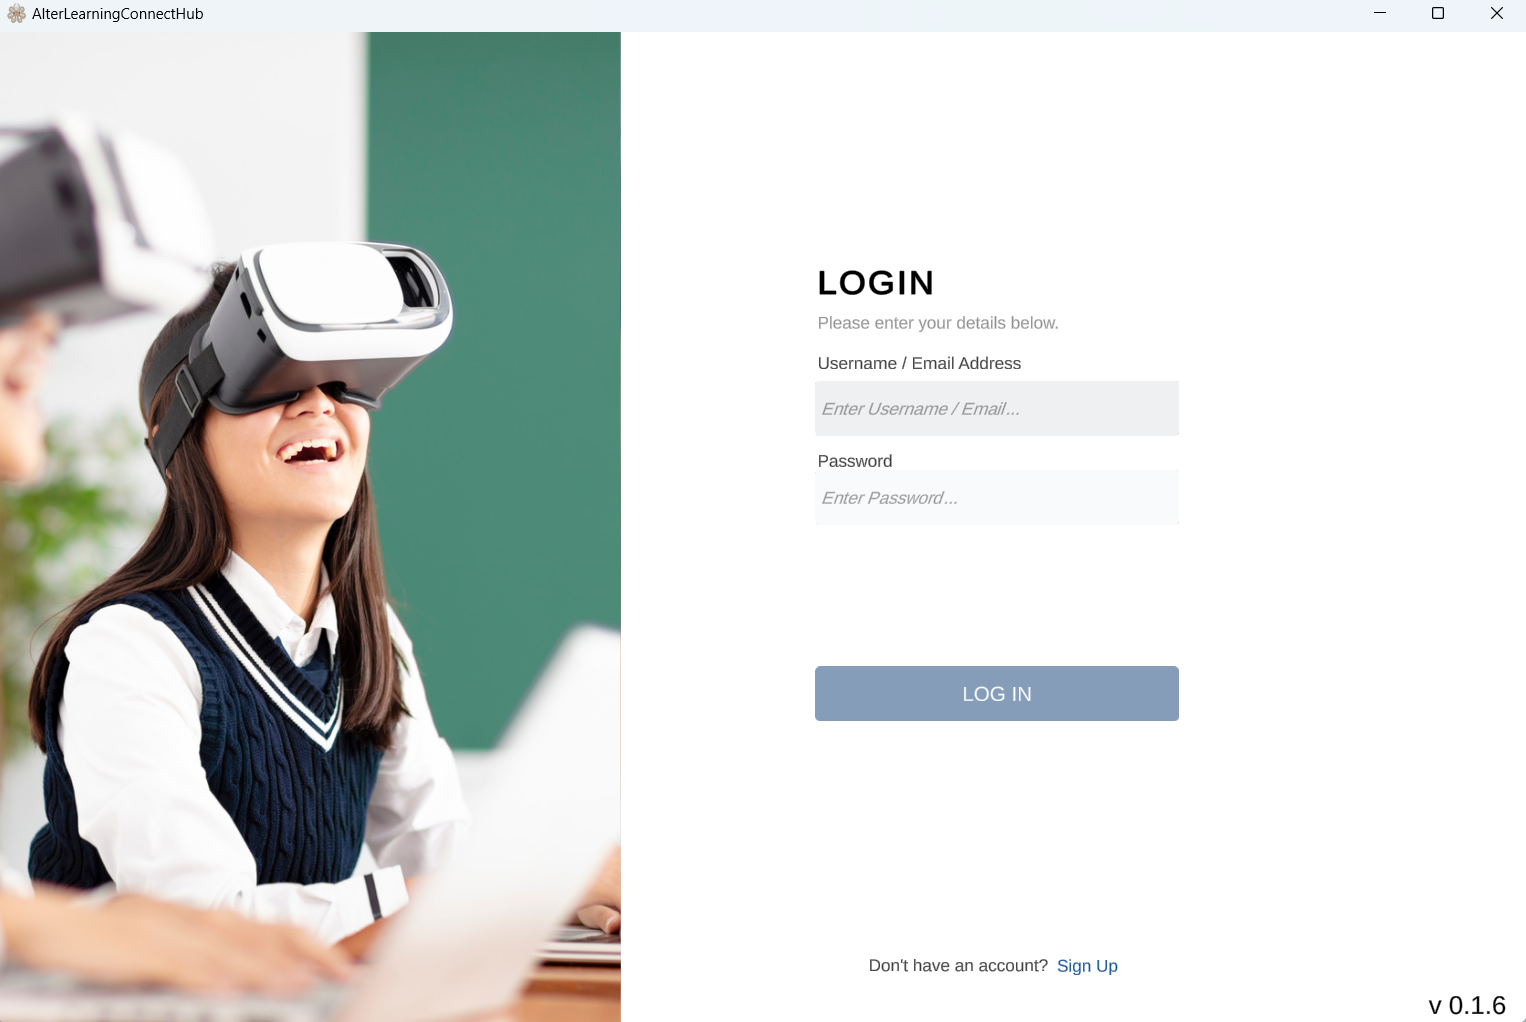 AlterLearningConnectHub
LOGIN
Please enter your details below.
Username / Email Address
Enter Username / Email...
Password
Enter Password...
LOG IN
Don't have an account? Sign Up
v 0.1.6